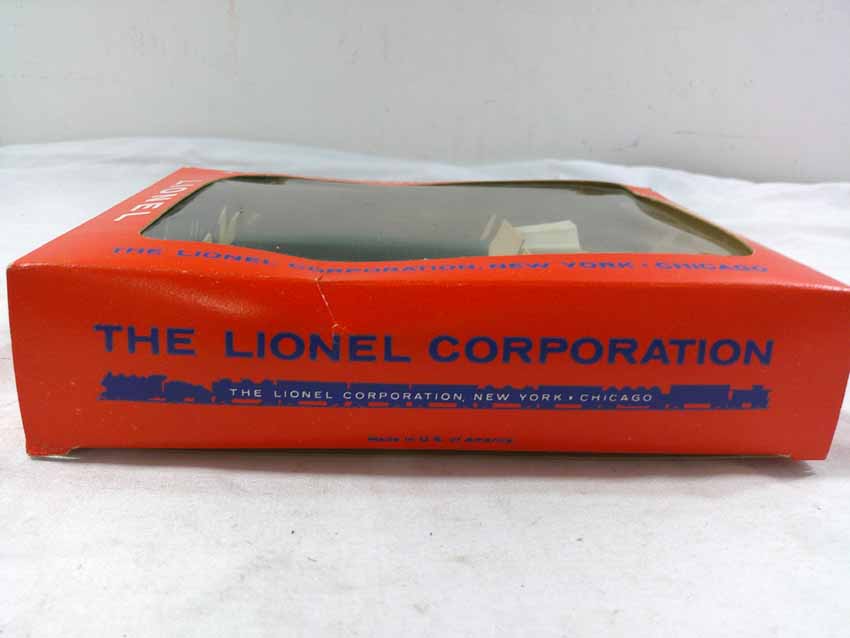 LIONEL
THE LIONEL CORPORATION, NEW YORK • CHICAGO
THE LIONEL CORPORATION
THE LIONEL CORPORATION, NEW YORK • CHICAGO
Made in U.S. of America